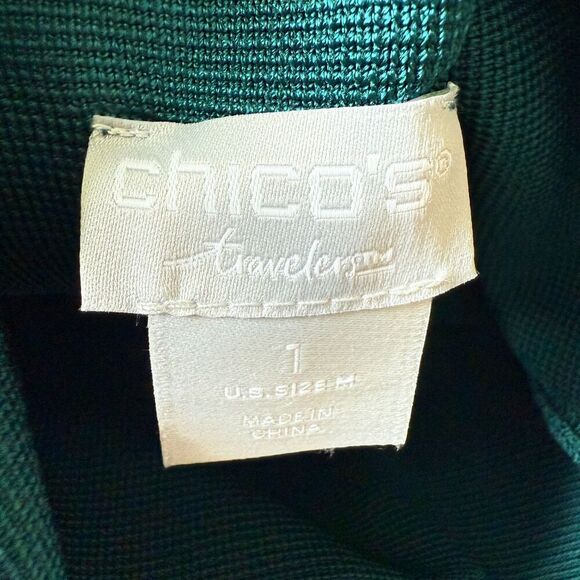 chico's®
travelers™
1
U.S. SIZE M
MADE IN
CHINA